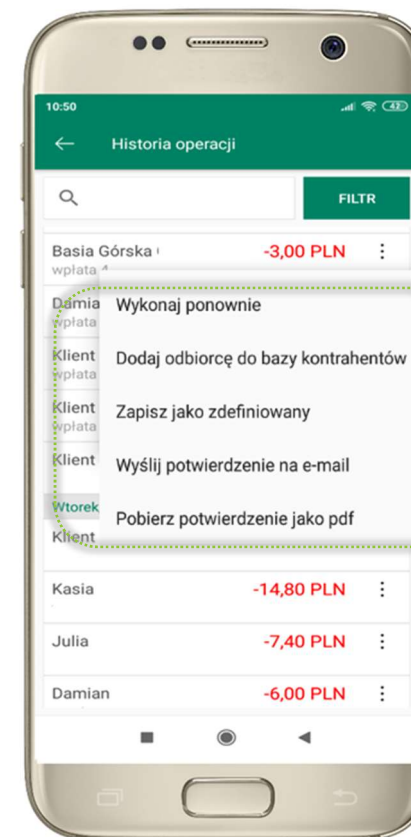 10:50
42
Historia operacji
FILTR
Basia Górska
-3,00 PLN
wpłata 4
Damia
wpłata
Klient
wpłata
Klient
wpłata
Klient
Wtorek
Klient
Wykonaj ponownie
Dodaj odbiorcę do bazy kontrahentów
Zapisz jako zdefiniowany
Wyślij potwierdzenie na e-mail
Pobierz potwierdzenie jako pdf
Kasia
-14,80 PLN
Julia
-7,40 PLN
Damian
-6,00 PLN